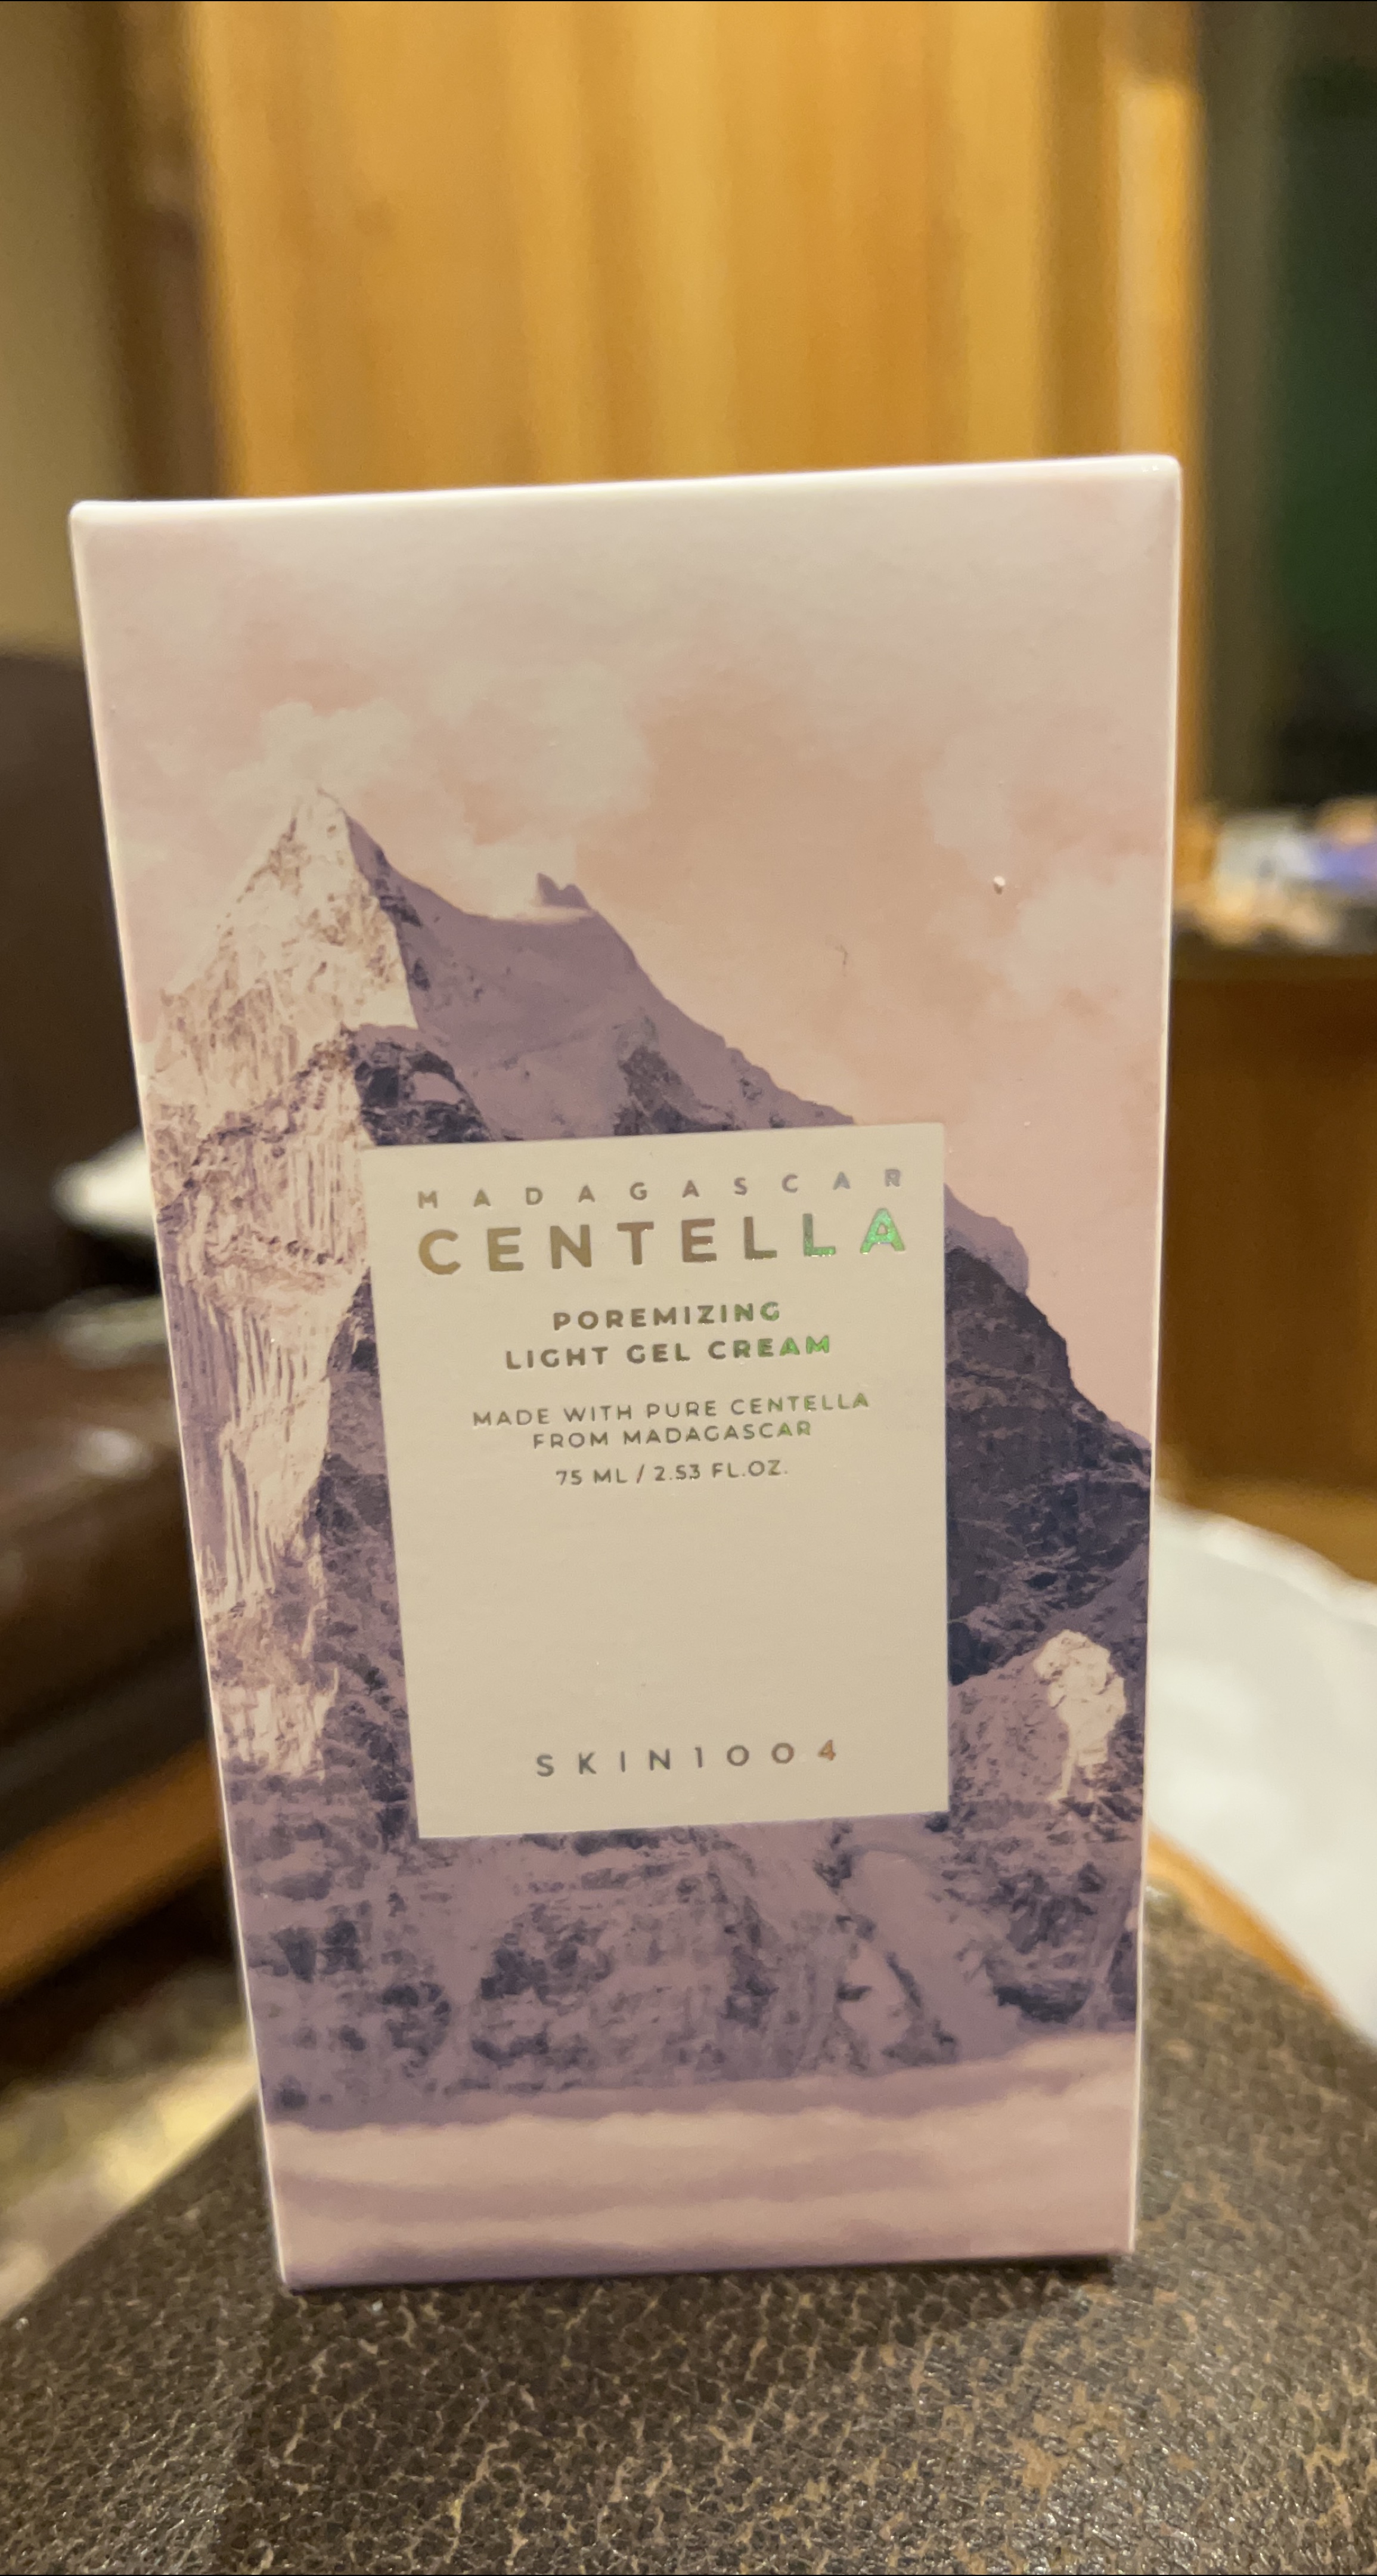 MADAGASCAR
CENTELLA
POREMIZING
LIGHT GEL CREAM
MADE WITH PURE CENTELLA
FROM MADAGASCAR
75 ML / 2.53 FL.OZ.
SKIN1004